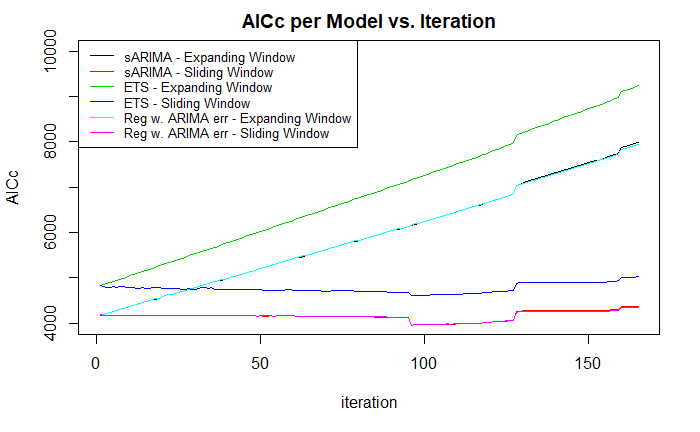 AICc per Model vs. Iteration
sARIMA - Expanding Window
sARIMA - Sliding Window
ETS - Expanding Window
ETS - Sliding Window
Reg w. ARIMA err - Expanding Window
Reg w. ARIMA err - Sliding Window
AICc
10000
8000
6000
4000
0
50
100
150
iteration